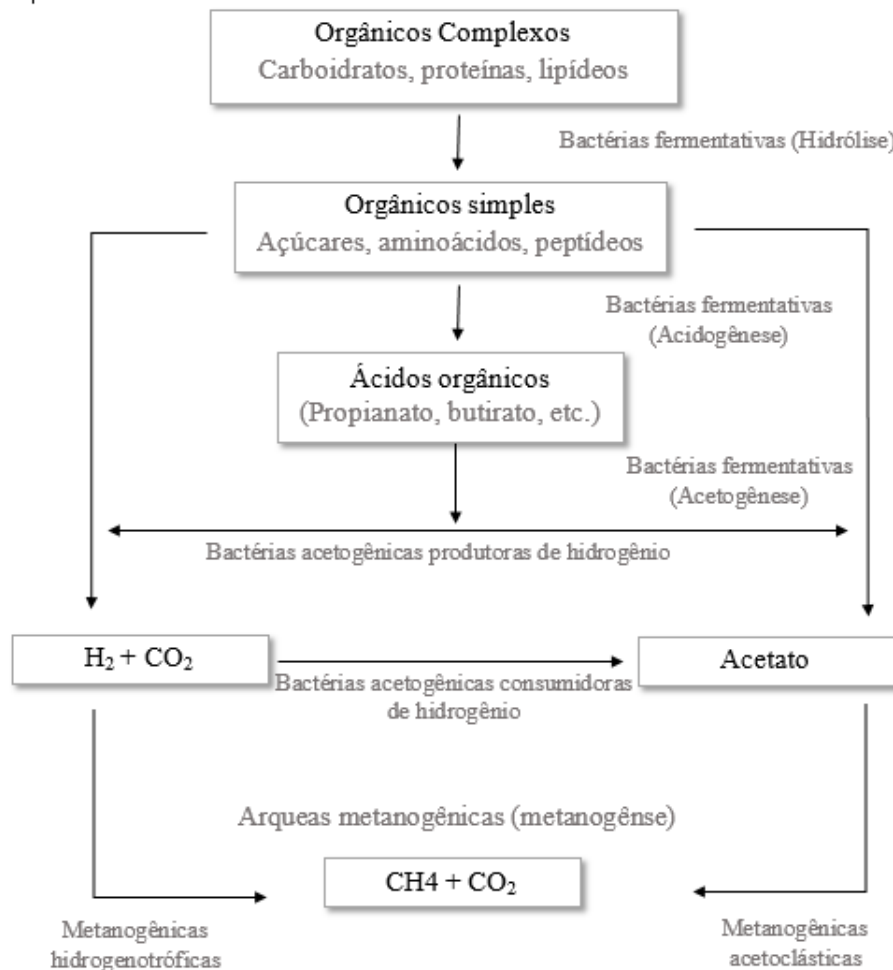 Orgânicos Complexos
Carboidratos, proteínas, lipídeos
Bactérias fermentativas (Hidrólise)
Orgânicos simples
Açúcares, aminoácidos, peptídeos
Bactérias fermentativas
(Acidogênese)
Ácidos orgânicos
(Propianato, butirato, etc.)
Bactérias fermentativas
(Acetogênese)
Bactérias acetogênicas produtoras de hidrogênio
H₂ + CO₂
Acetato
Bactérias acetogênicas consumidoras
de hidrogênio
Arqueas metanogênicas (metanogênse)
CH4 + CO₂
Metanogênicas
hidrogenotróficas
Metanogênicas
acetoclásticas